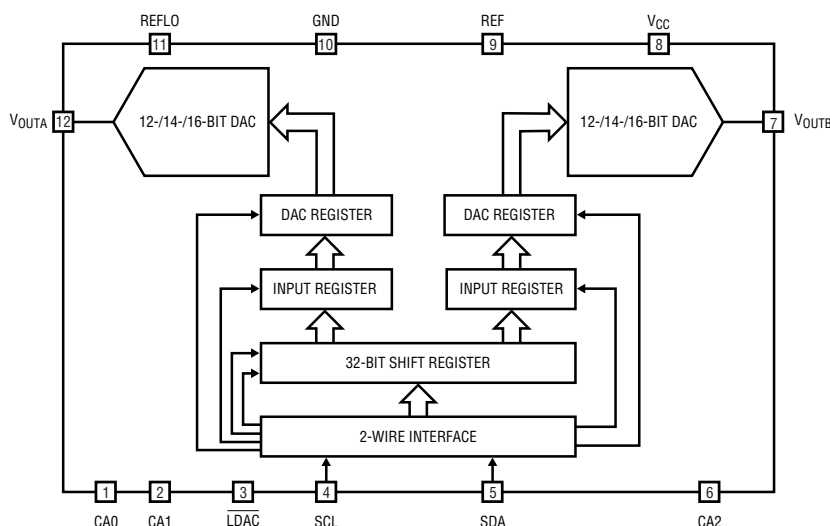 REFLO GND REF VCC
11 10 9 8
VOUTA 12 12-/14-/16-BIT DAC 12-/14-/16-BIT DAC 7 VOUTB
DAC REGISTER DAC REGISTER
INPUT REGISTER INPUT REGISTER
32-BIT SHIFT REGISTER
2-WIRE INTERFACE
1 2 3 4 5 6
CA0 CA1 LDAC SCL SDA CA2